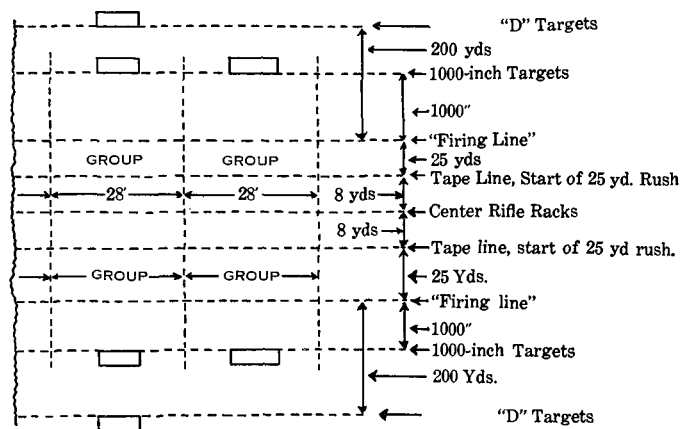 "D" Targets
200 yds
1000-inch Targets
1000"
"Firing Line"
GROUP GROUP 25 yds
Tape Line, Start of 25 yd. Rush
28' 28' 8 yds
Center Rifle Racks
8 yds
Tape line, start of 25 yd rush.
GROUP GROUP 25 Yds.
"Firing line"
1000"
1000-inch Targets
200 Yds.
"D" Targets